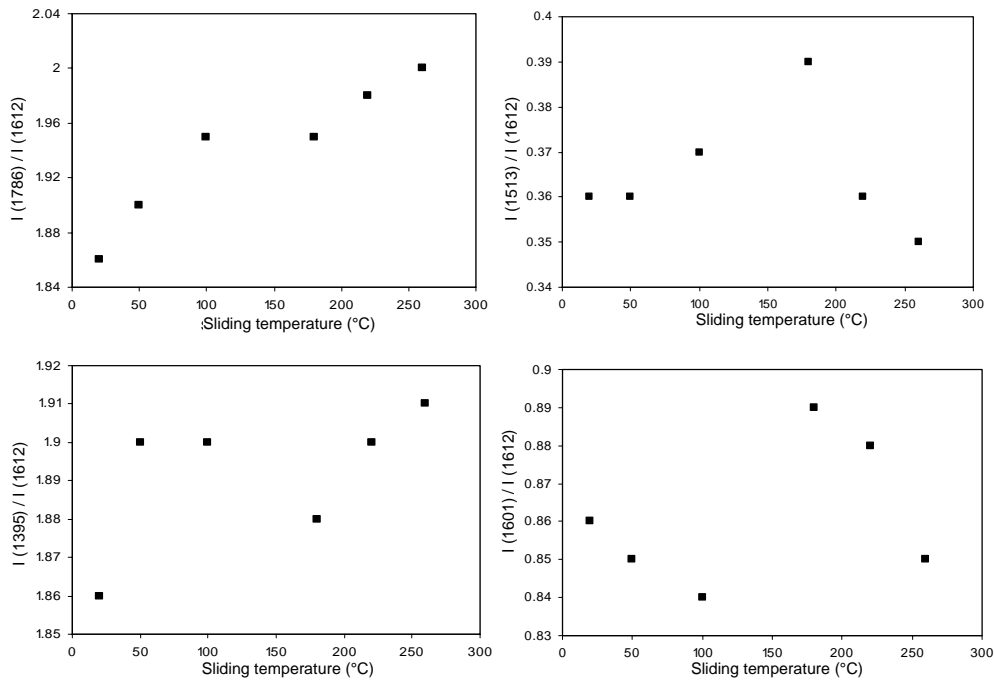 2.04
2
1.96
1.92
1.88
1.84
I (1786) / I (1612)
0 50 100 150 200 250 300
:Sliding temperature (°C)
0.4
0.39
0.38
0.37
0.36
0.35
0.34
I (1513) / I (1612)
0 50 100 150 200 250 300
Sliding temperature (°C)
1.92
1.91
1.9
1.89
1.88
1.87
1.86
1.85
I (1395) / I (1612)
0 50 100 150 200 250 300
Sliding temperature (°C)
0.9
0.89
0.88
0.87
0.86
0.85
0.84
0.83
I (1601) / I (1612)
0 50 100 150 200 250 300
Sliding temperature (°C)